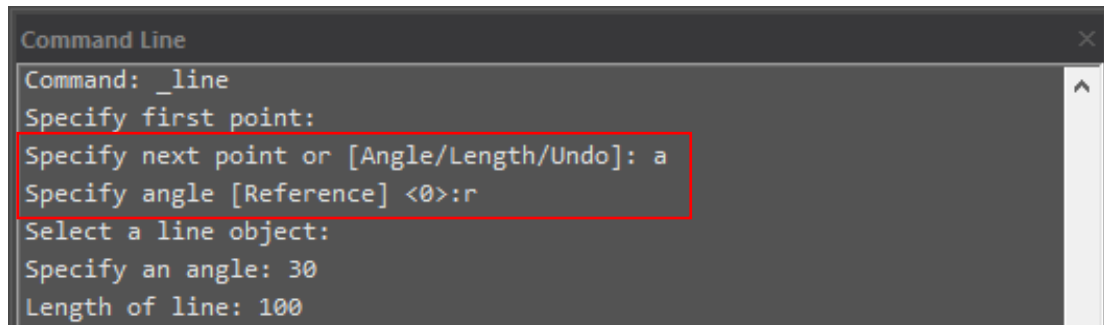 Command Line
Command: _line
Specify first point:
Specify next point or [Angle/Length/Undo]: a
Specify angle [Reference] <0>:r
Select a line object:
Specify an angle: 30
Length of line: 100